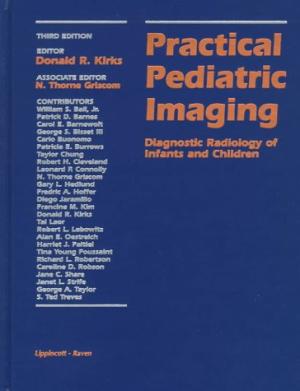 THIRD EDITION
EDITOR
Donald R. Kirks
ASSOCIATE EDITOR
N. Thorne Griscom
CONTRIBUTORS
William S. Ball, Jr.
Patrick D. Barnes
Carol E. Barnewolt
George S. Bisset III
Carlo Buonomo
Patricia E. Burrows
Taylor Chung
Robert H. Cleveland
Leonard P. Connolly
N. Thorne Griscom
Gary L. Hedlund
Fredric A. Hoffer
Diego Jaramillo
Francine M. Kim
Donald R. Kirks
Tal Laor
Robert L. Lebowitz
Alan E. Oestreich
Harriet J. Paltiel
Tina Young Poussaint
Richard L. Robertson
Caroline D. Robson
Jane C. Share
Janet L. Strife
George A. Taylor
S. Ted Treves
Lippincott - Raven
Practical
Pediatric
Imaging
Diagnostic Radiology of
Infants and Children